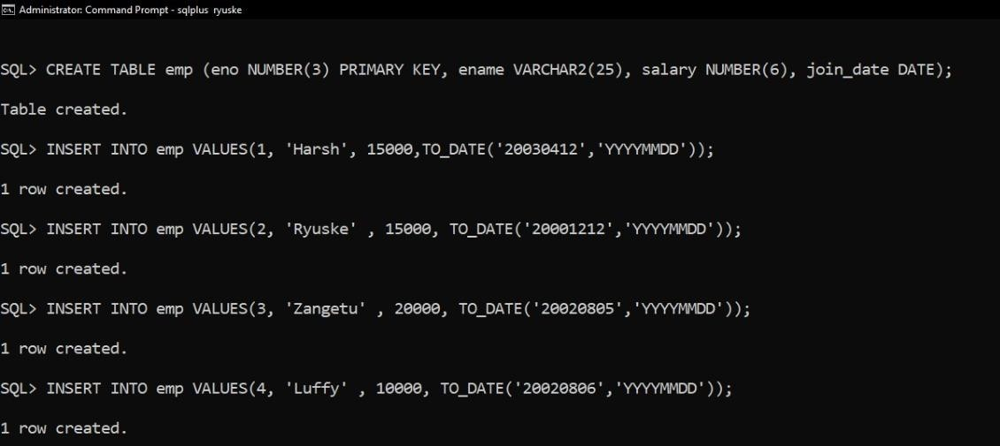 Administrator: Command Prompt - sqlplus ryuske
SQL> CREATE TABLE emp (eno NUMBER(3) PRIMARY KEY, ename VARCHAR2(25), salary NUMBER(6), join_date DATE);
Table created.
SQL> INSERT INTO emp VALUES(1, 'Harsh', 15000,TO_DATE('20030412','YYYYMMDD'));
1 row created.
SQL> INSERT INTO emp VALUES(2, 'Ryuske' , 15000, TO_DATE('20001212','YYYYMMDD'));
1 row created.
SQL> INSERT INTO emp VALUES(3, 'Zangetu' , 20000, TO_DATE('20020805','YYYYMMDD'));
1 row created.
SQL> INSERT INTO emp VALUES(4, 'Luffy' , 10000, TO_DATE('20020806','YYYYMMDD'));
1 row created.